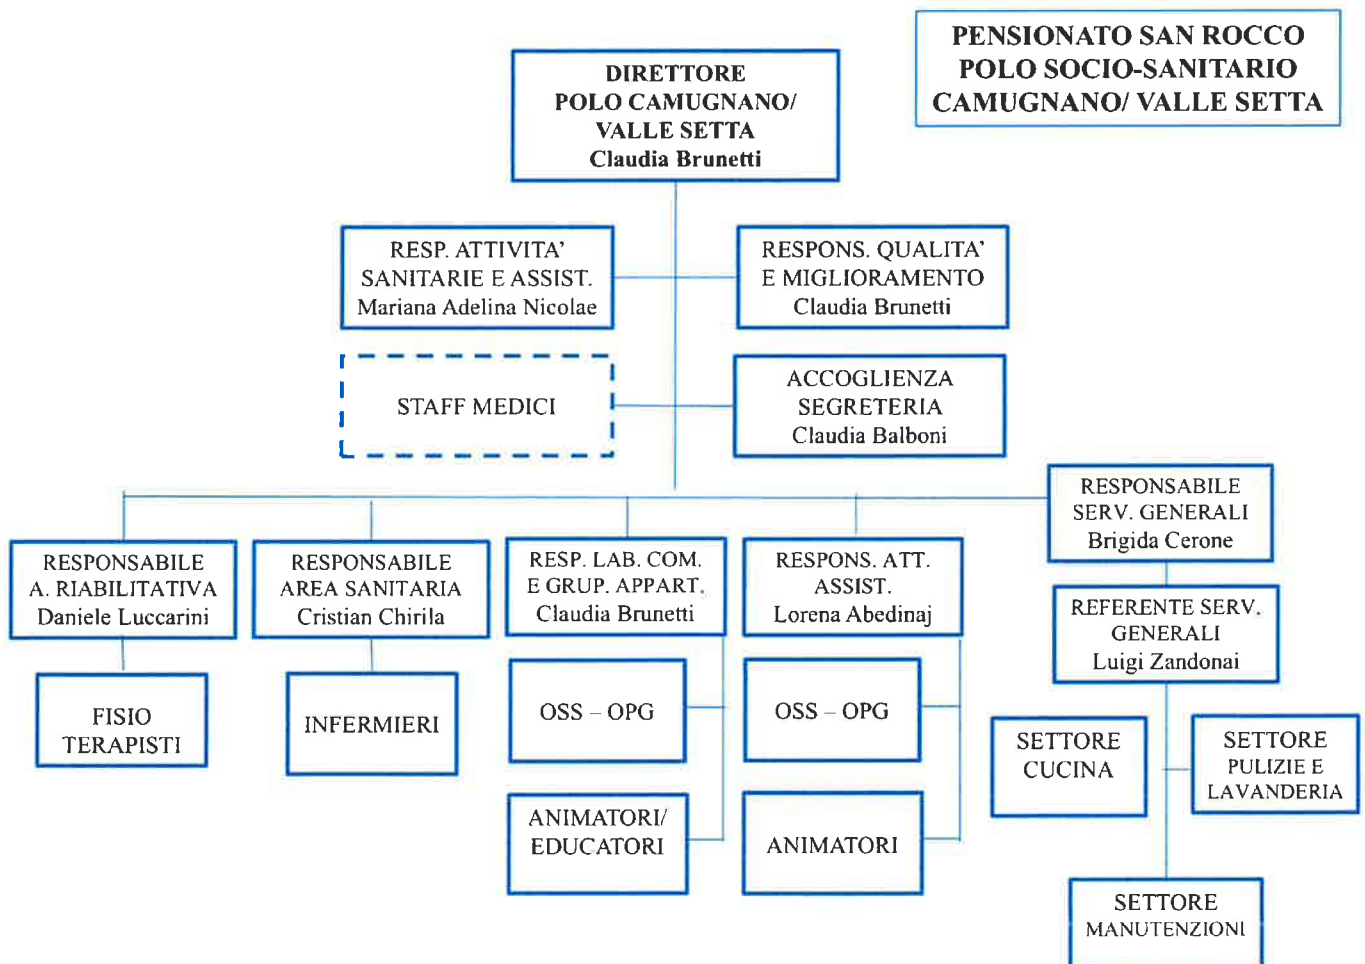 PENSIONATO SAN ROCCO
POLO SOCIO-SANITARIO
CAMUGNANO/ VALLE SETTA
DIRETTORE
POLO CAMUGNANO/
VALLE SETTA
Claudia Brunetti
RESP. ATTIVITA'
SANITARIE E ASSIST.
Mariana Adelina Nicolae
RESPONS. QUALITA'
E MIGLIORAMENTO
Claudia Brunetti
STAFF MEDICI
ACCOGLIENZA
SEGRETERIA
Claudia Balboni
RESPONSABILE
SERV. GENERALI
Brigida Cerone
RESPONSABILE
A. RIABILITATIVA
Daniele Luccarini
RESPONSABILE
AREA SANITARIA
Cristian Chirila
RESP. LAB. COM.
E GRUP. APPART.
Claudia Brunetti
RESPONS. ATT.
ASSIST.
Lorena Abedinaj
REFERENTE SERV.
GENERALI
Luigi Zandonai
FISIO
TERAPISTI
INFERMIERI
OSS – OPG
OSS – OPG
SETTORE
CUCINA
SETTORE
PULIZIE E
LAVANDERIA
ANIMATORI/
EDUCATORI
ANIMATORI
SETTORE
MANUTENZIONI